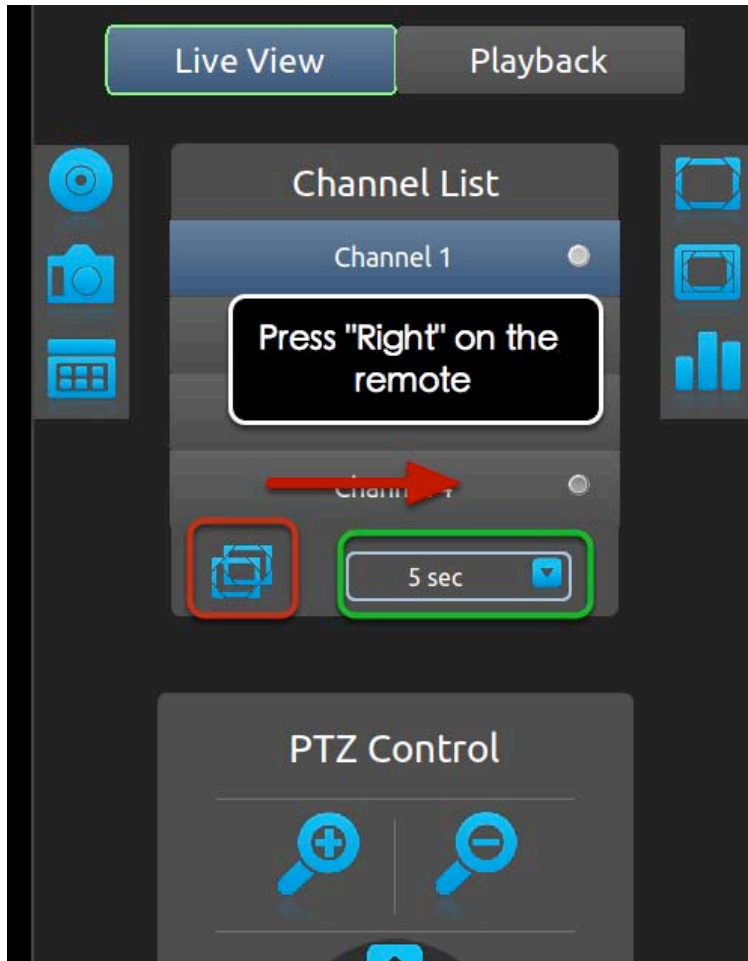 Live View
Playback
Channel List
Channel 1
Press "Right" on the
remote
5 sec
PTZ Control